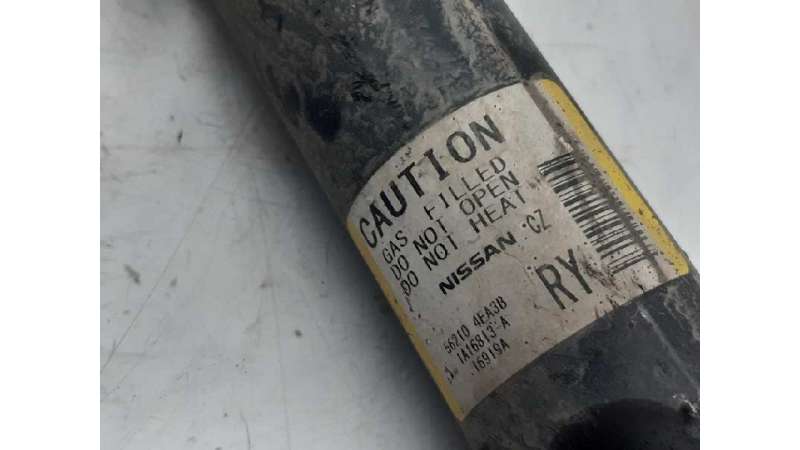 CAUTION
GAS FILLED
DO NOT OPEN
DO NOT HEAT
NISSAN CZ
RY
56210 4EA3B
1A16813-A
16919A